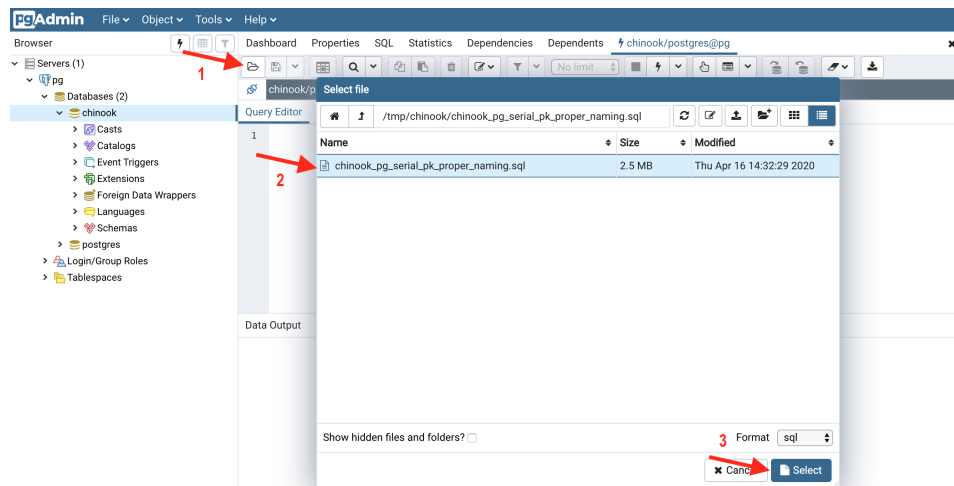 pgAdmin File Object Tools Help
Browser Dashboard Properties SQL Statistics Dependencies Dependents chinook/postgres@pg
Servers (1)
1
No limit
pg
Databases (2)
chinook/p
Select file
chinook
Query Editor
/tmp/chinook/chinook_pg_serial_pk_proper_naming.sql
Casts
1
Name Size Modified
Catalogs
Event Triggers
chinook_pg_serial_pk_proper_naming.sql 2.5 MB Thu Apr 16 14:32:29 2020
Extensions
2
Foreign Data Wrappers
Languages
Schemas
postgres
Login/Group Roles
Tablespaces
Data Output
Show hidden files and folders?
3
Format sql
Canc
Select